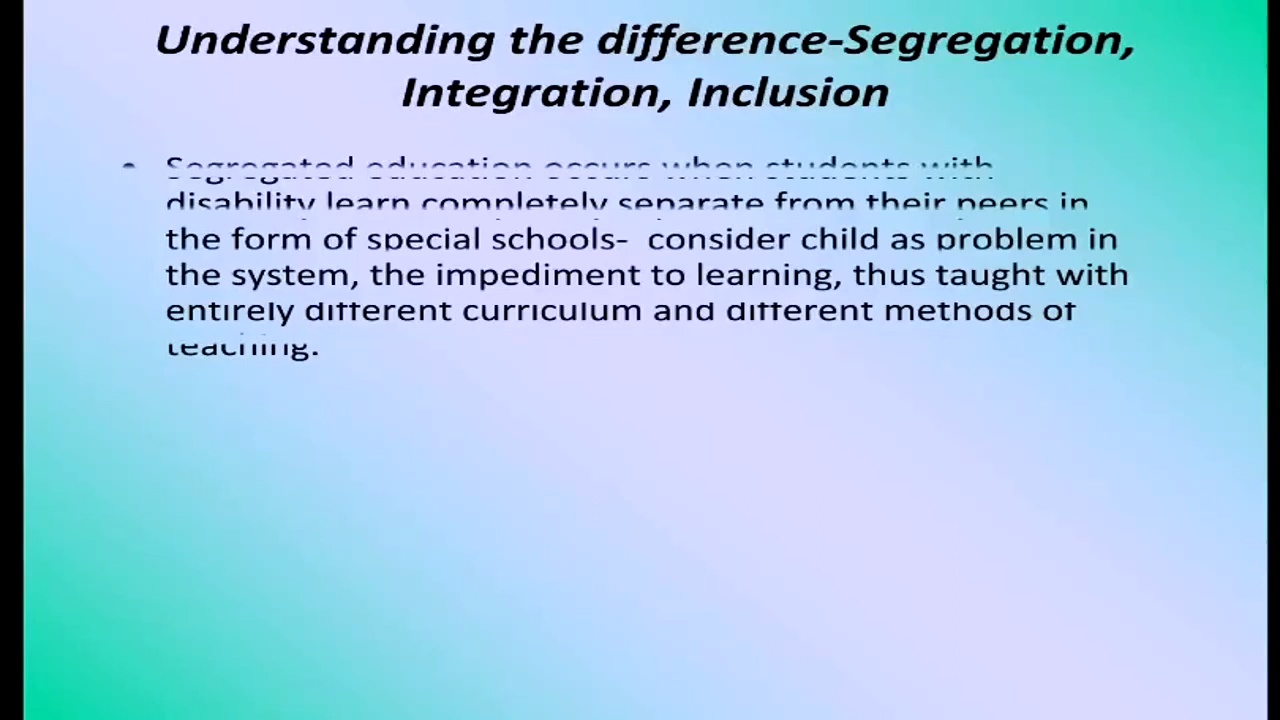 Understanding the difference-Segregation,
Integration, Inclusion
• Segregated education occurs when students with
disability learn completely separate from their peers in
the form of special schools- consider child as problem in
the system, the impediment to learning, thus taught with
entirely different curriculum and different methods of
teaching.